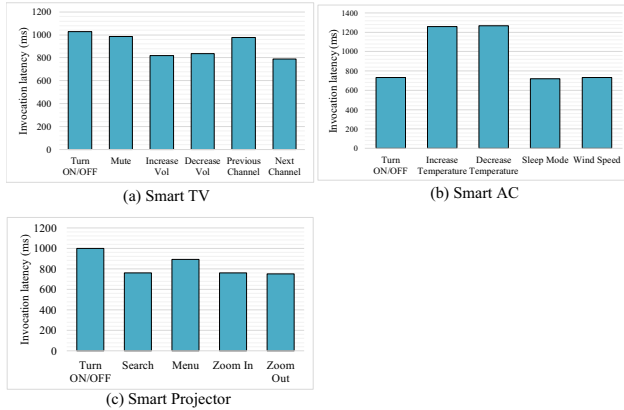 1200
1000
800
600
400
200
0
Invocation latency (ms)
Turn ON/OFF
Mute
Increase Vol
Decrease Vol
Previous Channel
Next Channel
(a) Smart TV
1400
1200
1000
800
600
400
200
0
Invocation latency (ms)
Turn ON/OFF
Increase Temperature
Decrease Temperature
Sleep Mode
Wind Speed
(b) Smart AC
1200
1000
800
600
400
200
0
Invocation latency (ms)
Turn ON/OFF
Search
Menu
Zoom In
Zoom Out
(c) Smart Projector